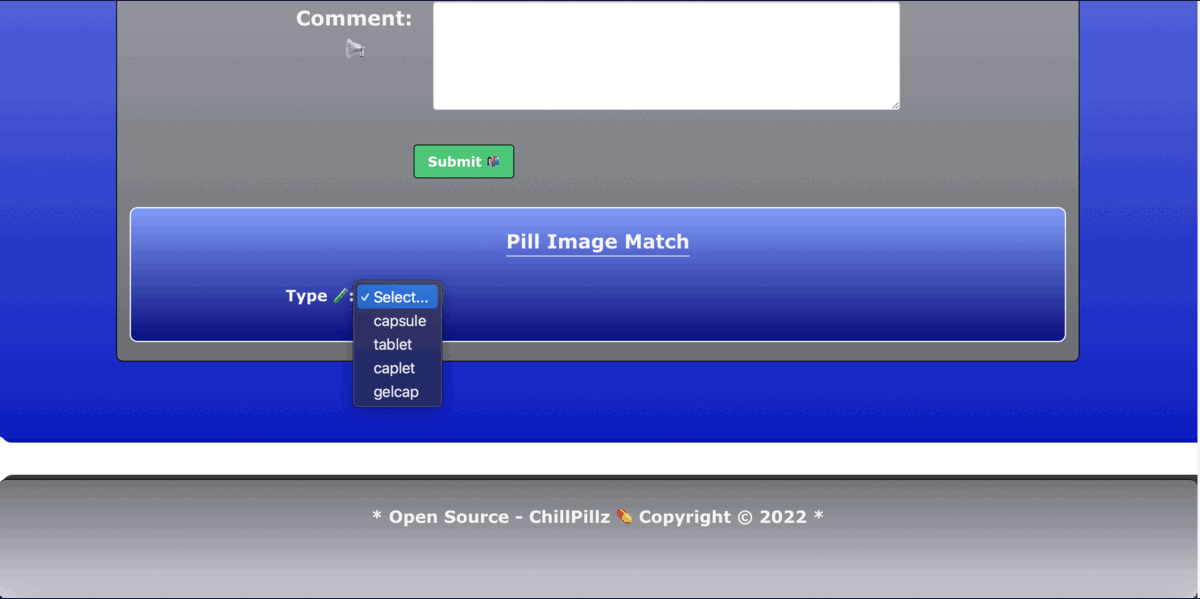 Comment:
Submit
Pill Image Match
Type : ✓ Select...
capsule
tablet
caplet
gelcap
* Open Source - ChillPillz 💊 Copyright © 2022 *